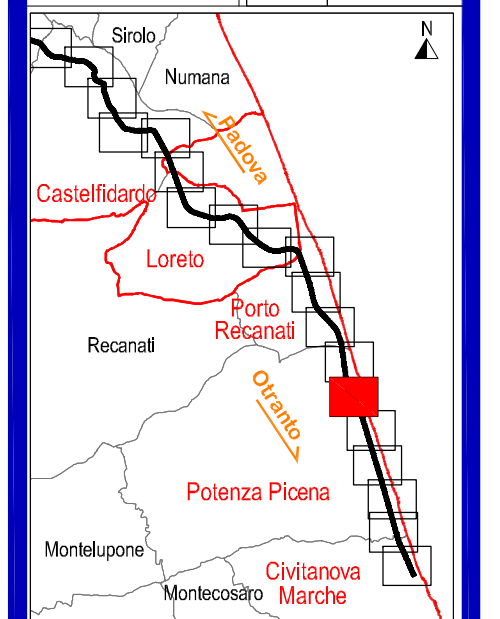 Sirolo
N
Numana
Padova
Castelfidardo
Loreto
Porto
Recanati
Recanati
Otranto
Potenza Picena
Montelupone
Civitanova
Marche
Montecosaro